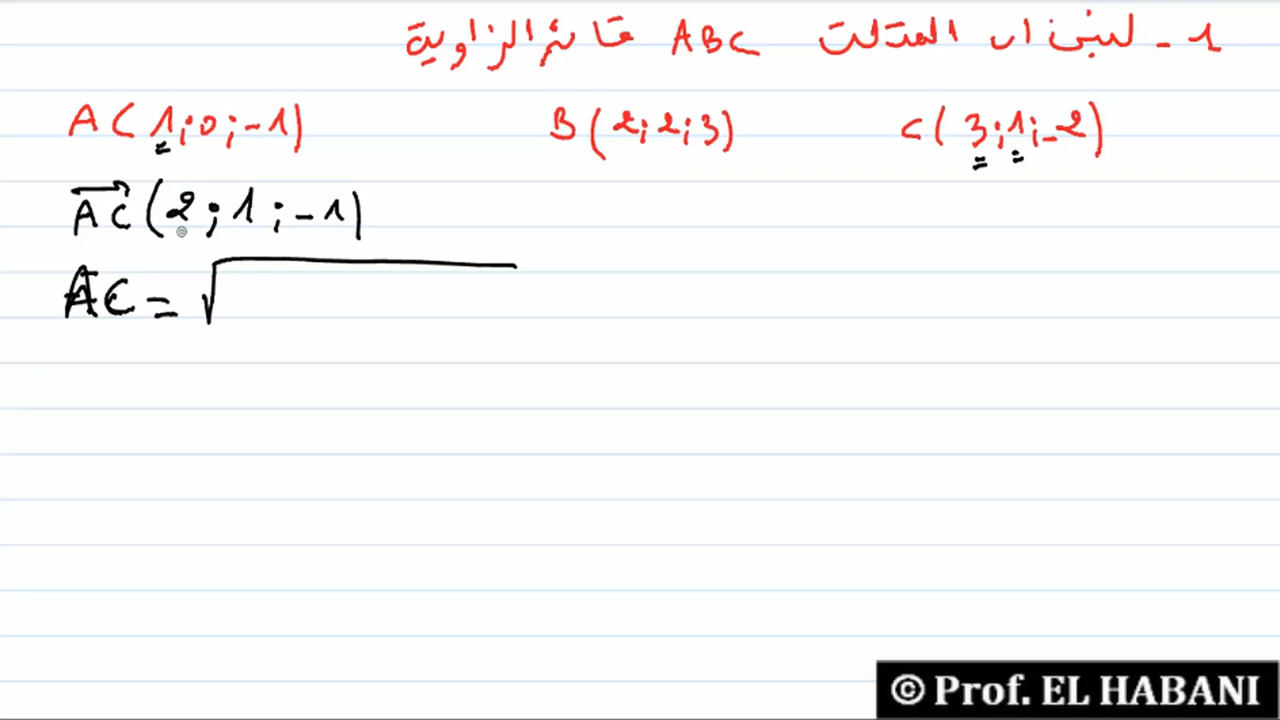 1 - لنبين ان المثلث ABC قائم الزاوية
A(1;0;-1) B(2;2;3) C(3;1;-2)
AC(2;1;-1)
AC = √
© Prof. EL HABANI